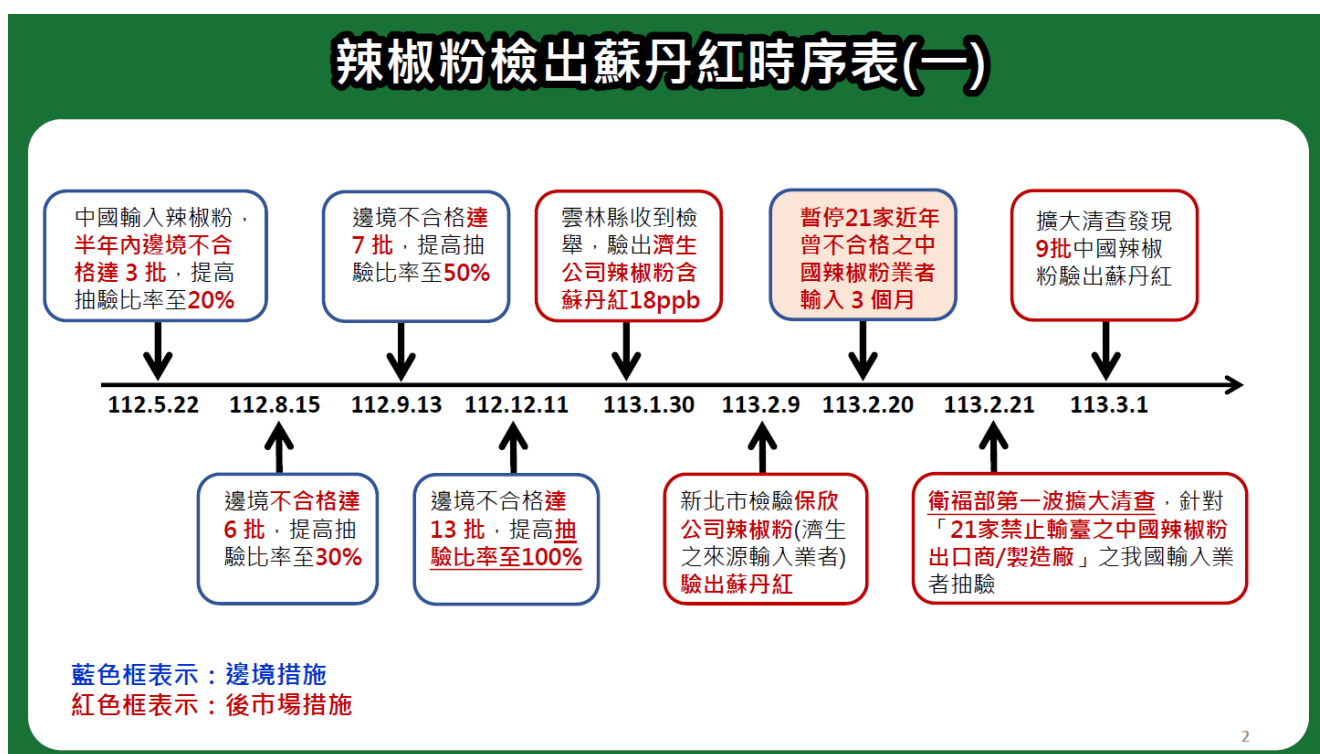 辣椒粉檢出蘇丹紅時序表(一)
中國輸入辣椒粉，
半年內邊境不合
格達 3 批，提高
抽驗比率至20%
邊境不合格達
7 批，提高抽
驗比率至50%
雲林縣收到檢
舉，驗出濟生
公司辣椒粉含
蘇丹紅18ppb
暫停21家近年
曾不合格之中
國辣椒粉業者
輸入 3 個月
擴大清查發現
9批中國辣椒
粉驗出蘇丹紅
112.5.22 112.8.15 112.9.13 112.12.11 113.1.30 113.2.9 113.2.20 113.2.21 113.3.1
邊境不合格達
6 批，提高抽
驗比率至30%
邊境不合格達
13 批，提高抽
驗比率至100%
新北市檢驗保欣
公司辣椒粉(濟生
之來源輸入業者)
驗出蘇丹紅
衛福部第一波擴大清查，針對
「21家禁止輸臺之中國辣椒粉
出口商/製造廠」之我國輸入業
者抽驗
藍色框表示：邊境措施
紅色框表示：後市場措施
2